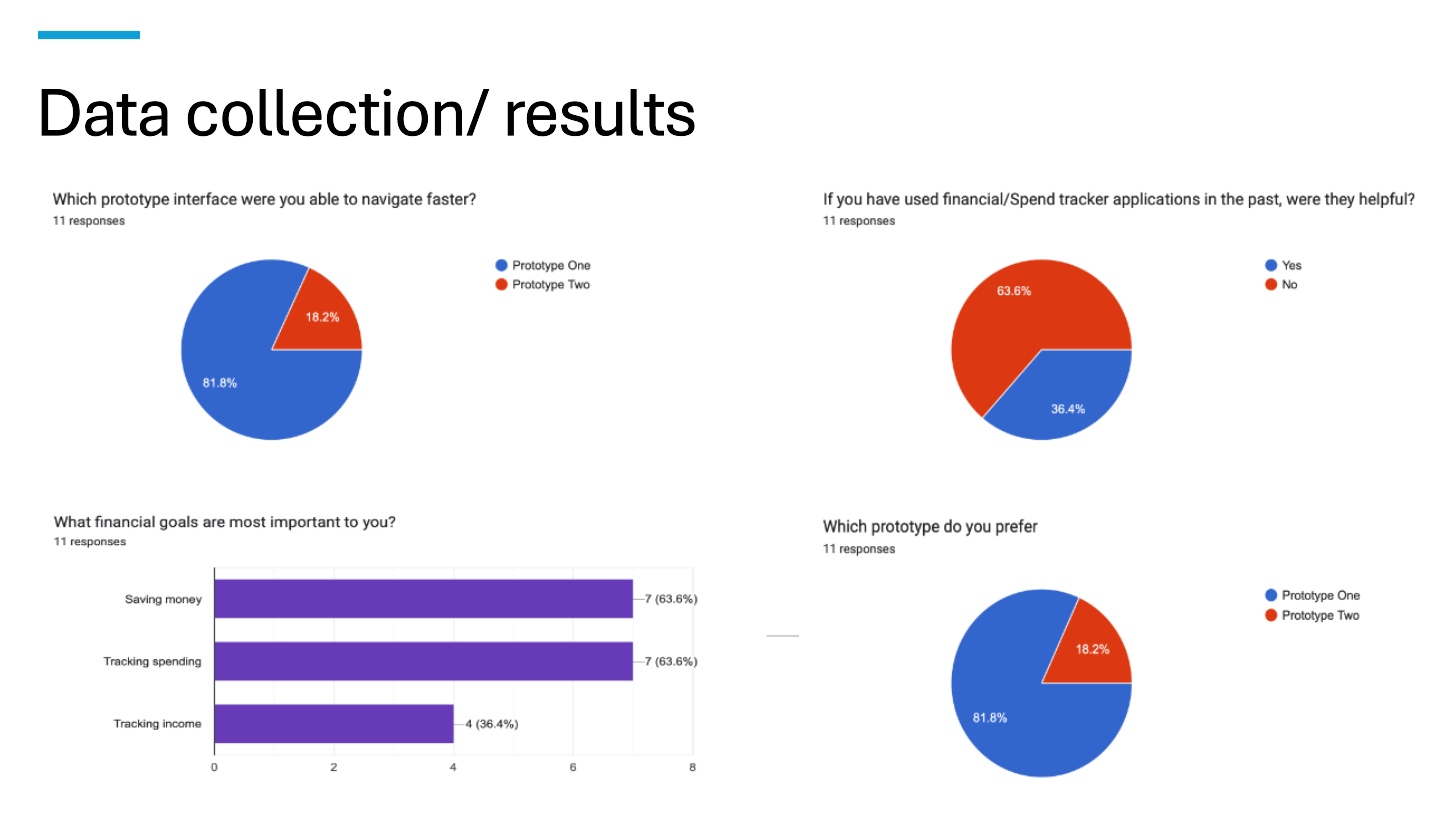 Data collection/ results
Which prototype interface were you able to navigate faster?
11 responses
Prototype One
Prototype Two
18.2%
81.8%
If you have used financial/Spend tracker applications in the past, were they helpful?
11 responses
Yes
No
63.6%
36.4%
What financial goals are most important to you?
11 responses
Saving money
7 (63.6%)
Tracking spending
7 (63.6%)
Tracking income
4 (36.4%)
0 2 4 6 8
Which prototype do you prefer
11 responses
Prototype One
Prototype Two
18.2%
81.8%